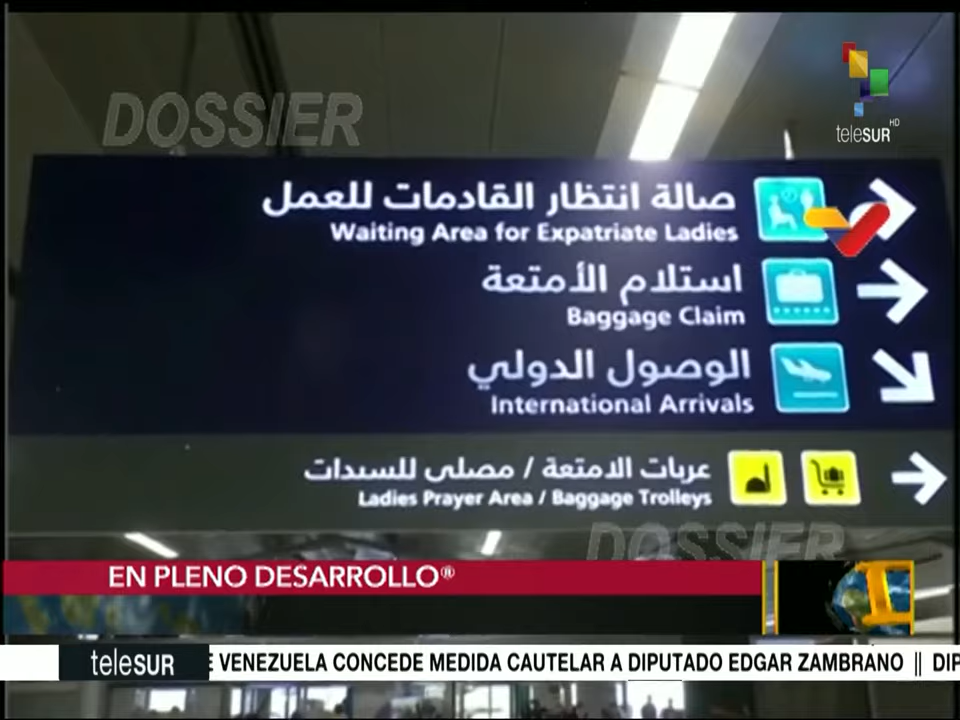 DOSSIER
HD
teleSUR
صالة انتظار القادمات للعمل
Waiting Area for Expatriate Ladies
استلام الأمتعة
Baggage Claim
الوصول الدولي
International Arrivals
عربات الامتعة / مصلى للسيدات
Ladies Prayer Area / Baggage Trolleys
DOSSIER
EN PLENO DESARROLLO®
teleSUR
E VENEZUELA CONCEDE MEDIDA CAUTELAR A DIPUTADO EDGAR ZAMBRANO || DIP